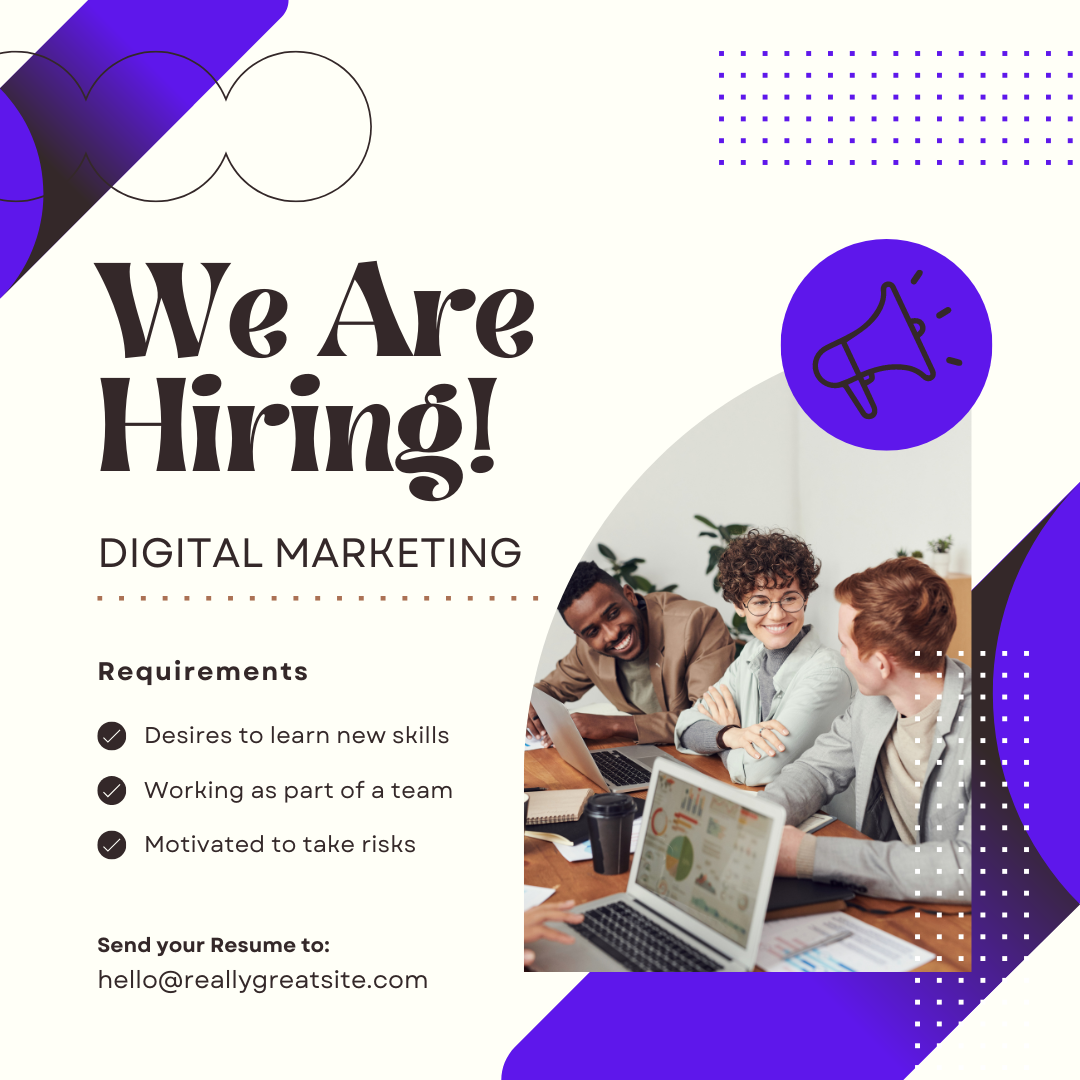 We Are
Hiring!
DIGITAL MARKETING
Requirements
Desires to learn new skills
Working as part of a team
Motivated to take risks
Send your Resume to:
hello@reallygreatsite.com